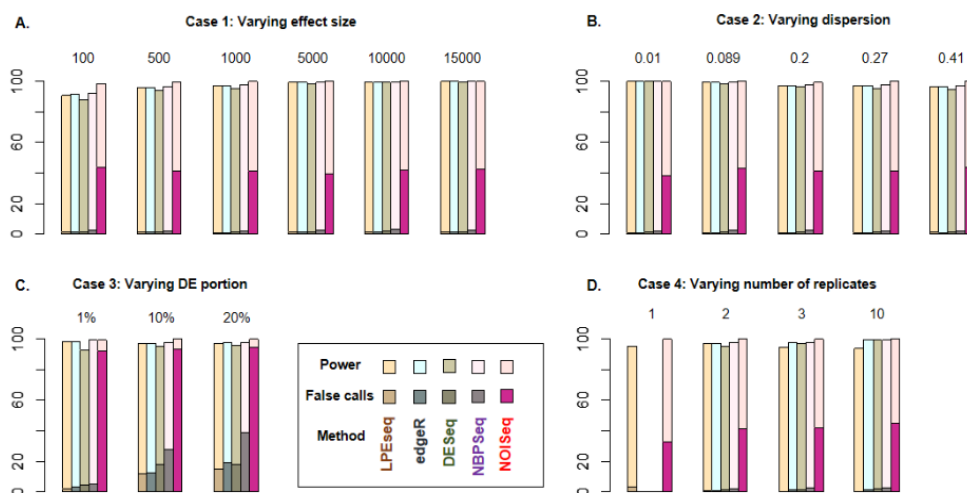 A. Case 1: Varying effect size
100 500 1000 5000 10000 15000
100
60
20
0
B. Case 2: Varying dispersion
0.01 0.089 0.2 0.27 0.41
100
60
20
0
C. Case 3: Varying DE portion
1% 10% 20%
100
60
20
0
Power
False calls
Method LPEseq edgeR DESeq NBPSeq NOISeq
D. Case 4: Varying number of replicates
1 2 3 10
100
60
20
0